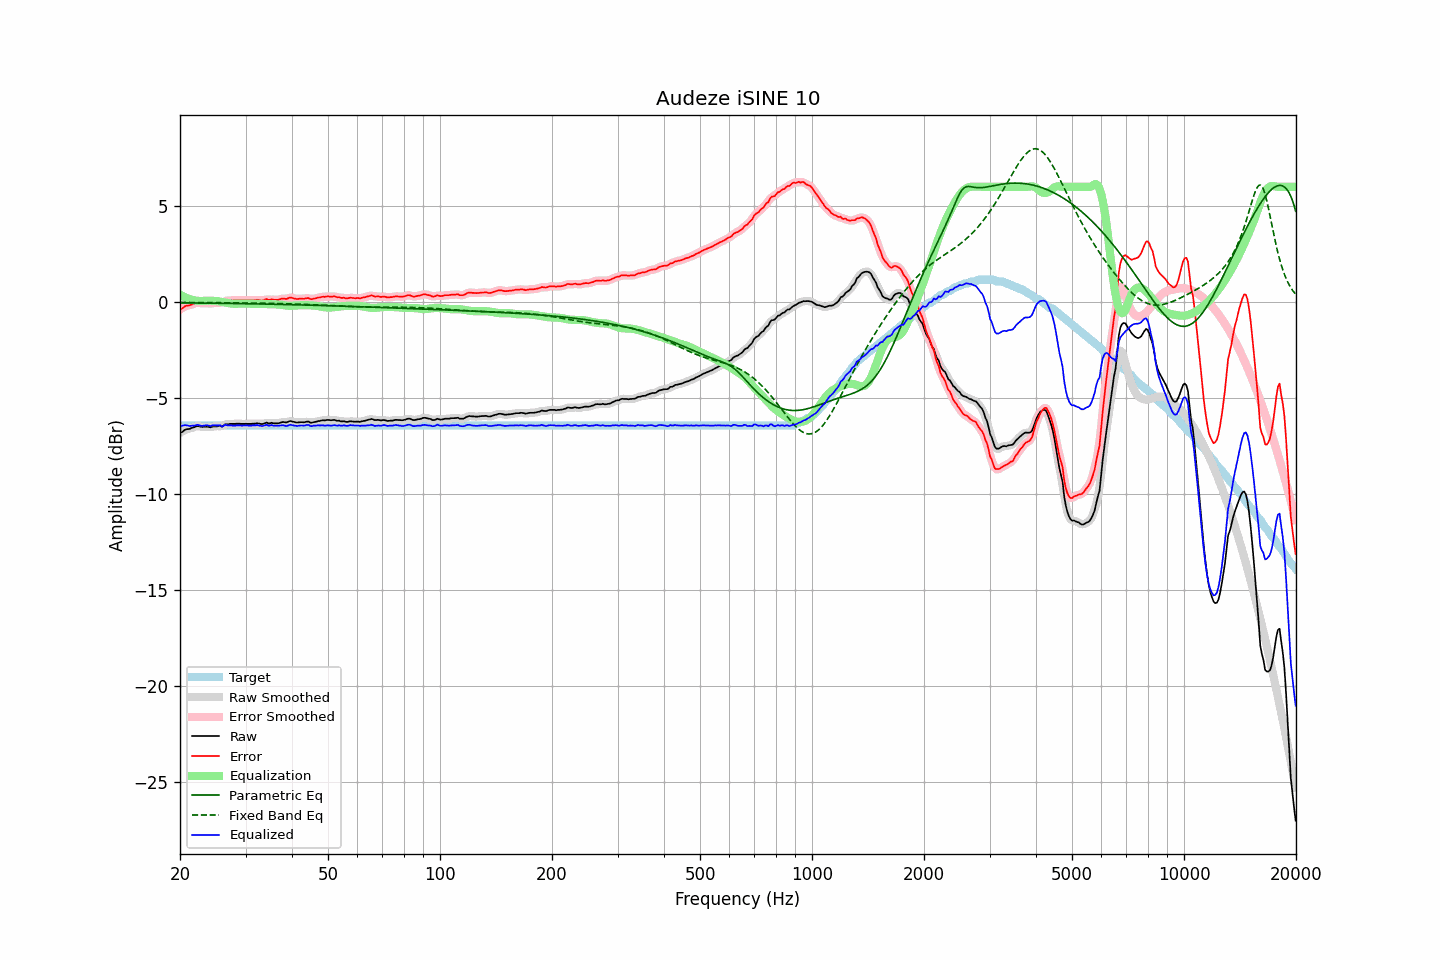 Audeze iSINE 10
Amplitude (dBr)
5
0
−5
−10
−15
−20
−25
Target
Raw Smoothed
Error Smoothed
Raw
Error
Equalization
Parametric Eq
Fixed Band Eq
Equalized
20 50 100 200 500 1000 2000 5000 10000 20000
Frequency (Hz)